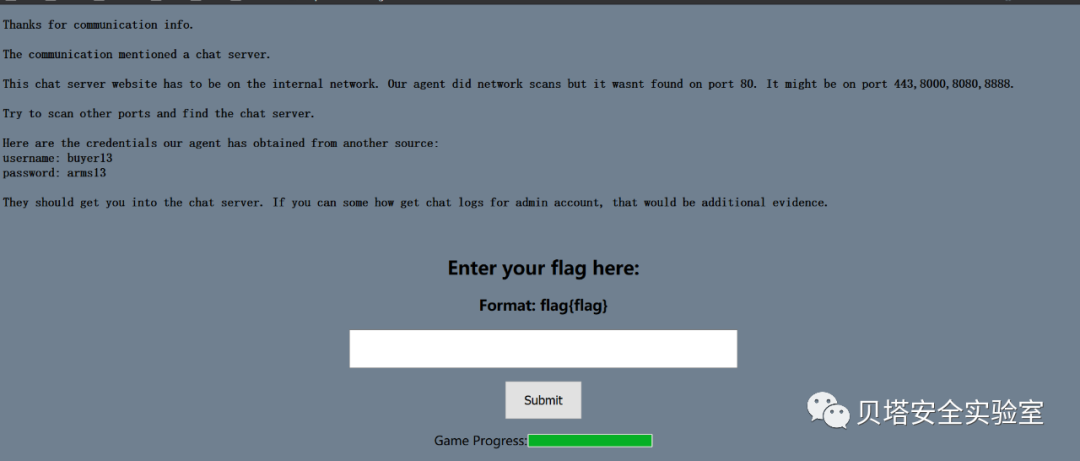 Thanks for communication info.
The communication mentioned a chat server.
This chat server website has to be on the internal network. Our agent did network scans but it wasnt found on port 80. It might be on port 443,8000,8080,8888.
Try to scan other ports and find the chat server.
Here are the credentials our agent has obtained from another source:
username: buyer13
password: arms13
They should get you into the chat server. If you can some how get chat logs for admin account, that would be additional evidence.
Enter your flag here:
Format: flag{flag}
Submit
贝塔安全实验室
Game Progress: